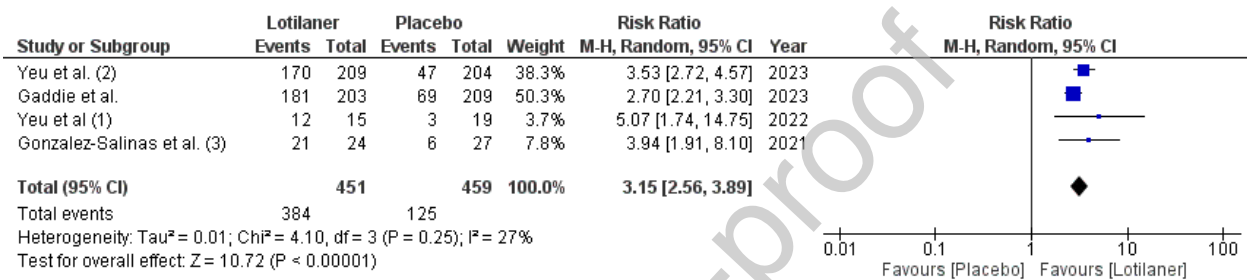 Lotilaner Placebo Risk Ratio Risk Ratio
Study or Subgroup Events Total Events Total Weight M-H, Random, 95% CI Year M-H, Random, 95% CI
Yeu et al. (2) 170 209 47 204 38.3% 3.53 [2.72, 4.57] 2023
Gaddie et al. 181 203 69 209 50.3% 2.70 [2.21, 3.30] 2023
Yeu et al (1) 12 15 3 19 3.7% 5.07 [1.74, 14.75] 2022
Gonzalez-Salinas et al. (3) 21 24 6 27 7.8% 3.94 [1.91, 8.10] 2021
Total (95% CI) 451 459 100.0% 3.15 [2.56, 3.89]
Total events 384 125
Heterogeneity: Tau² = 0.01; Chi² = 4.10, df = 3 (P = 0.25); I² = 27%
Test for overall effect: Z = 10.72 (P < 0.00001)
0.01 0.1 1 10 100
Favours [Placebo] Favours [Lotilaner]
proof